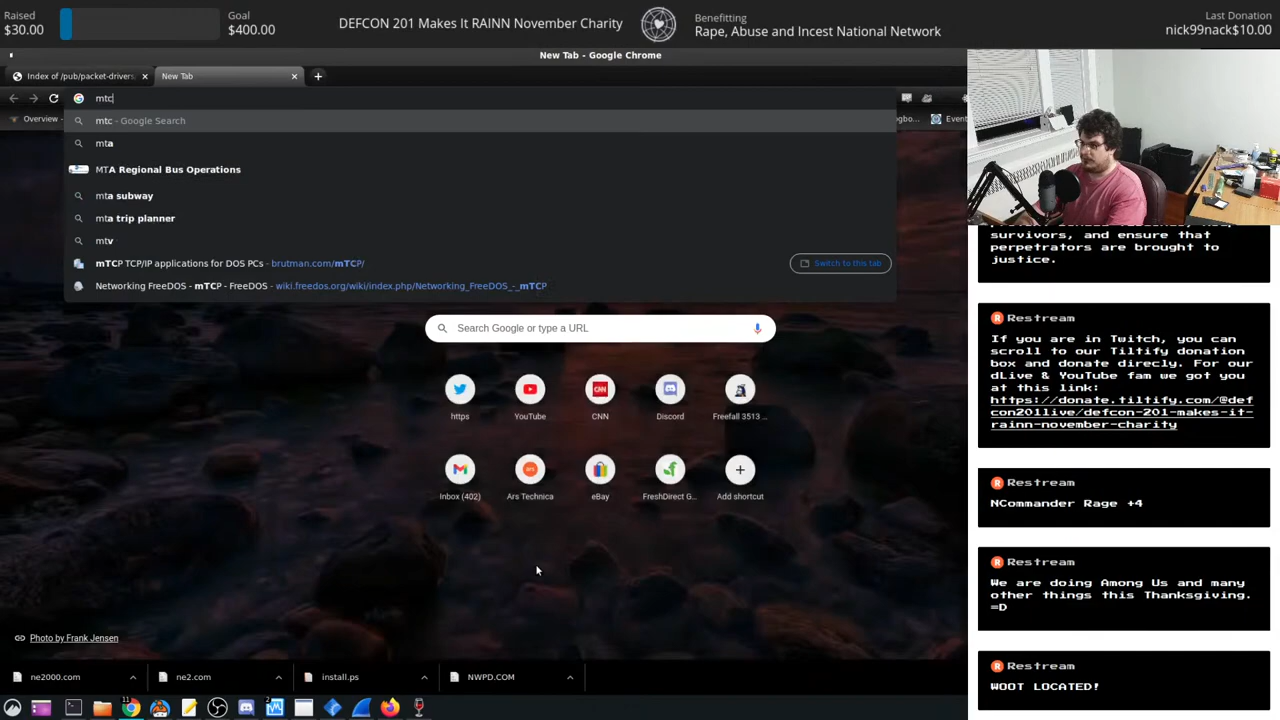 Raised
$30.00
Goal
$400.00
DEFCON 201 Makes It RAINN November Charity
Benefitting
Rape, Abuse and Incest National Network
Last Donation
nick99nack$10.00
New Tab - Google Chrome
Index of /pub/packet-drivers
New Tab
mtc
Overview -
Event
mtc - Google Search
mta
MTA Regional Bus Operations
mta subway
mta trip planner
mtv
mTCP TCP/IP applications for DOS PCs - brutman.com/mTCP/
Switch to this tab
Networking FreeDOS - mTCP - FreeDOS - wiki.freedos.org/wiki/index.php/Networking_FreeDOS_-_mTCP
Search Google or type a URL
https
YouTube
CNN
Discord
Freefall 3513 ...
Inbox (402)
Ars Technica
eBay
FreshDirect G...
Add shortcut
Photo by Frank Jensen
ne2000.com
ne2.com
install.ps
NWPD.COM
survivors, and ensure that
perpetrators are brought to
justice.
Restream
If you are in Twitch, you can
scroll to our Tiltify donation
box and donate direcly. For our
dLive & YouTube fam we got you
at this link:
https://donate.tiltify.com/@def
con201live/defcon-201-makes-it-
rainn-november-charity
Restream
NCommander Rage +4
Restream
We are doing Among Us and many
other things this Thanksgiving.
=D
Restream
WOOT LOCATED!